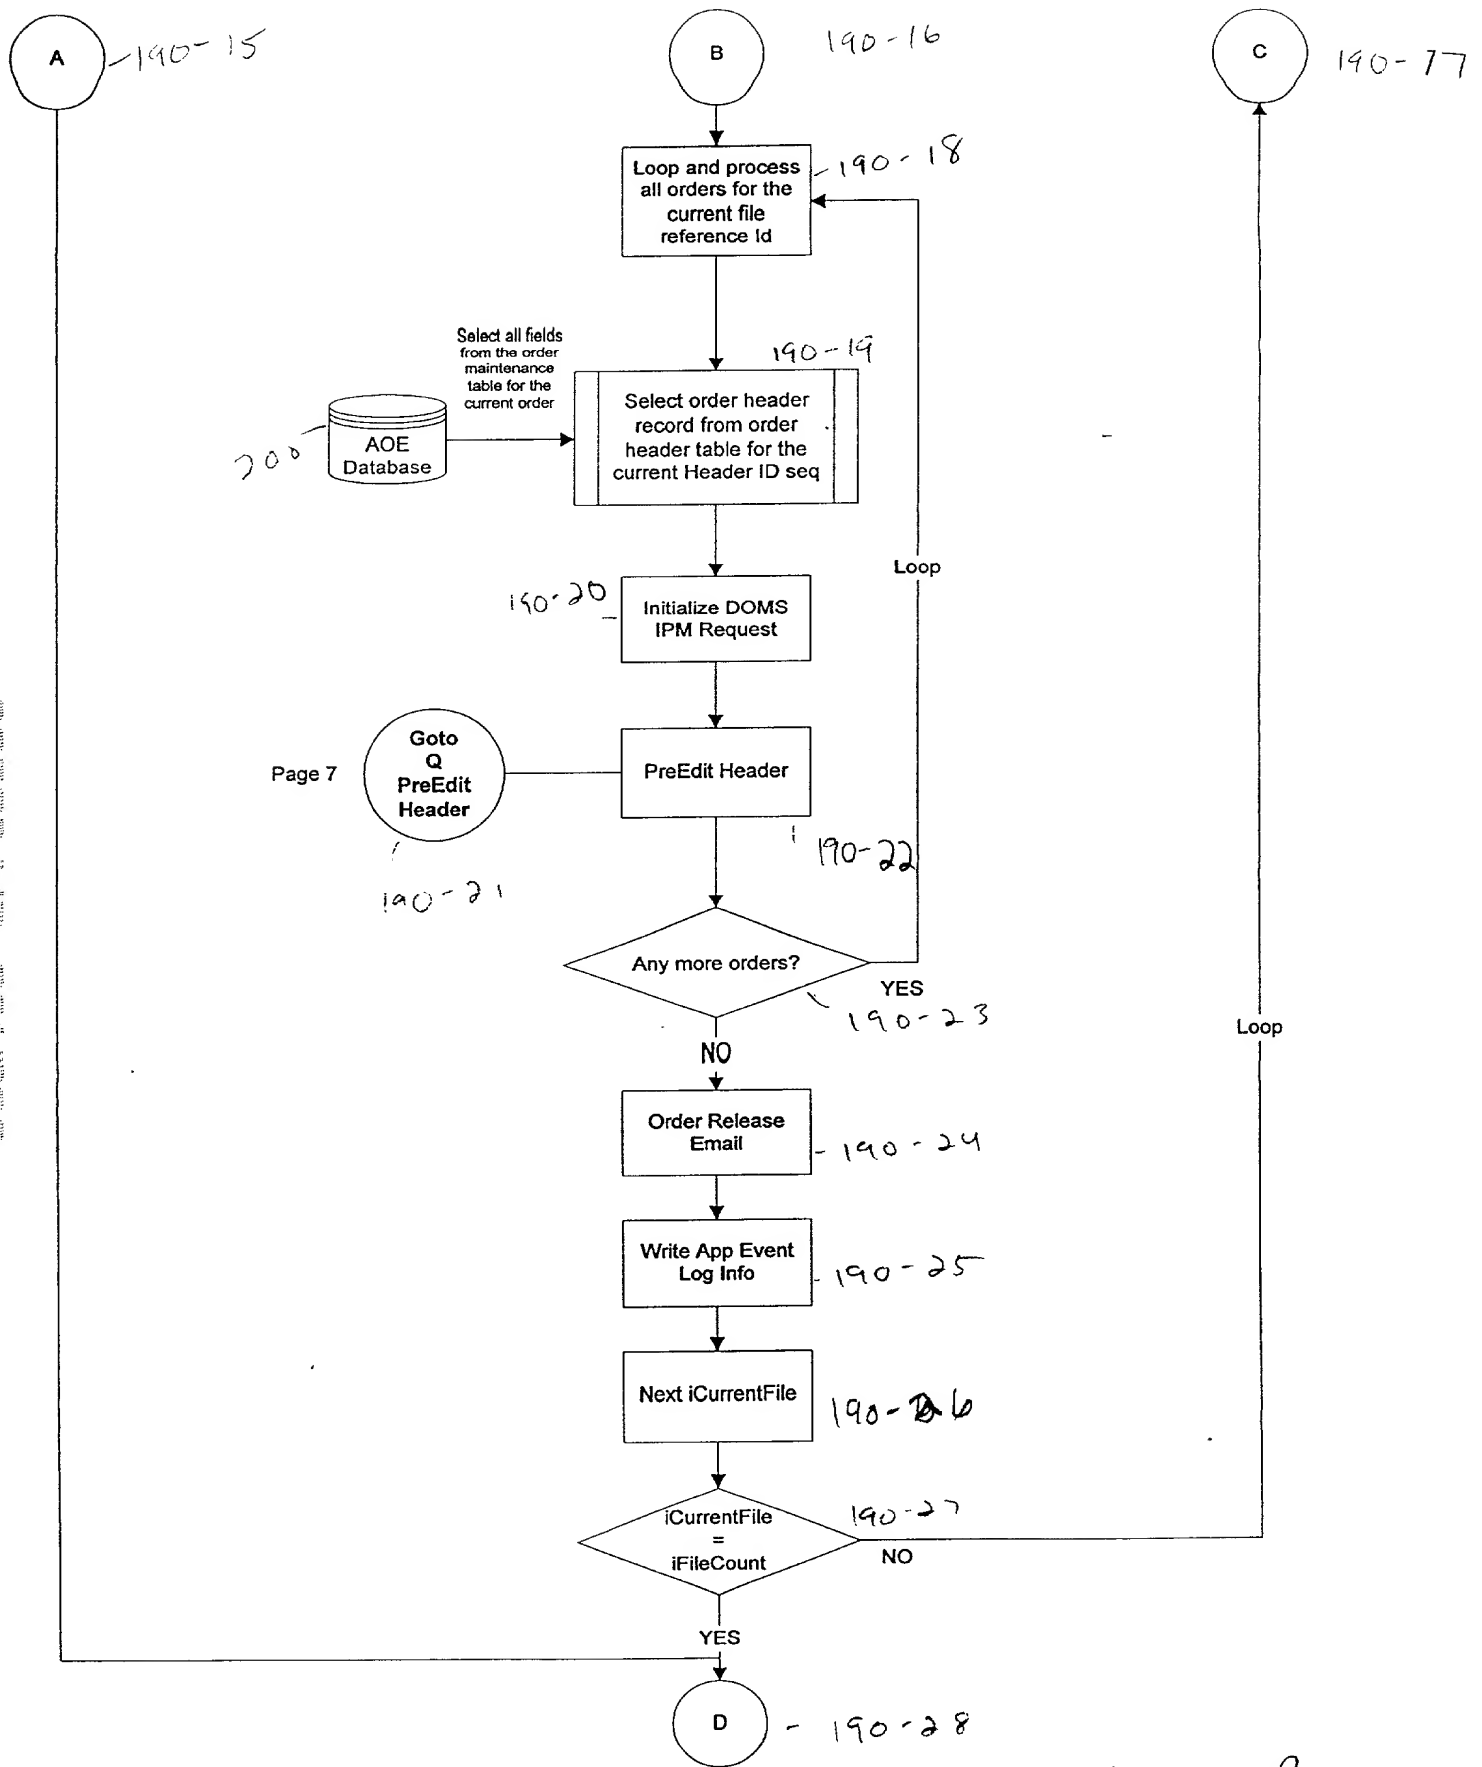 A
190-15
B
190-16
C
190-17
Loop and process
all orders for the
current file
reference Id
190-18
Select all fields
from the order
maintenance
table for the
current order
190-19
AOE
Database
200
Select order header
record from order
header table for the
current Header ID seq
Loop
190-20
Initialize DOMS
IPM Request
Page 7
Goto
Q
PreEdit
Header
PreEdit Header
190-22
190-21
Any more orders?
YES
190-23
Loop
NO
Order Release
Email
190-24
Write App Event
Log Info
190-25
Next iCurrentFile
190-26
iCurrentFile
=
iFileCount
190-27
NO
YES
D
190-28